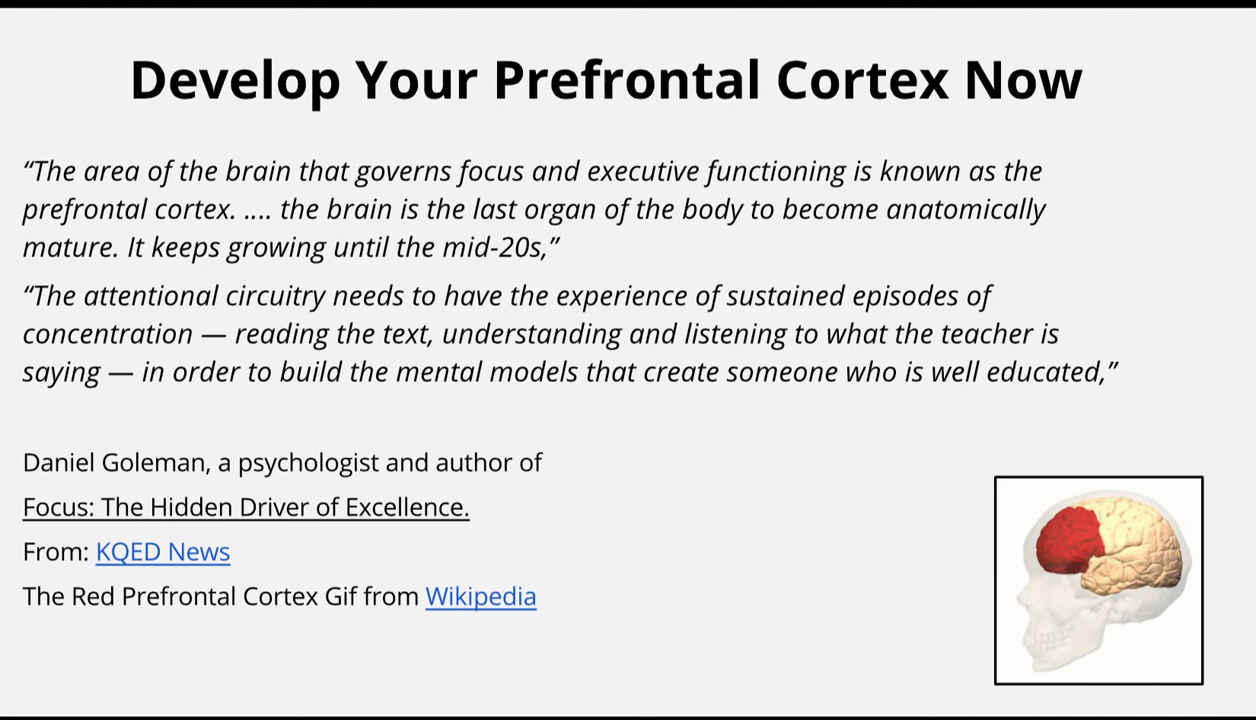 Develop Your Prefrontal Cortex Now
“The area of the brain that governs focus and executive functioning is known as the
prefrontal cortex. .... the brain is the last organ of the body to become anatomically
mature. It keeps growing until the mid-20s,”
“The attentional circuitry needs to have the experience of sustained episodes of
concentration — reading the text, understanding and listening to what the teacher is
saying — in order to build the mental models that create someone who is well educated,”
Daniel Goleman, a psychologist and author of
Focus: The Hidden Driver of Excellence.
From: KQED News
The Red Prefrontal Cortex Gif from Wikipedia